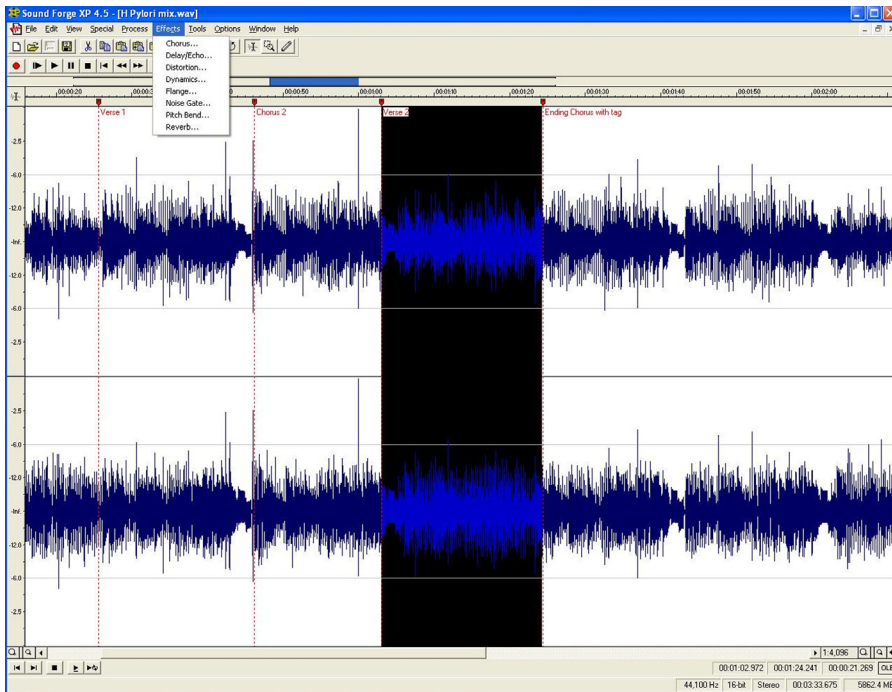 Sound Forge XP 4.5 - [H Pylori mix.wav]
File Edit View Special Process Effects Tools Options Window Help
Chorus...
Delay/Echo...
Distortion...
Dynamics...
Flange...
Noise Gate...
Pitch Bend...
Reverb...
,00:00:20 ,00:00:3 0 ,00:00:50 ,00:01:00 ,00:01:10 ,00:01:20 ,00:01:30 ,00:01:40 ,00:02:00
Verse 1 Chorus 2 Verse 2 Ending Chorus with tag
-2.5
-6.0
-12.0
-Inf.
-12.0
-6.0
-2.5
-2.5
-6.0
-12.0
-Inf.
-12.0
-6.0
-2.5
1:4,096
00:01:02.972 00:01:24.241 00:00:21.269 OLE
44,100 Hz 16-bit Stereo 00:03:33.675 5862.4 MB